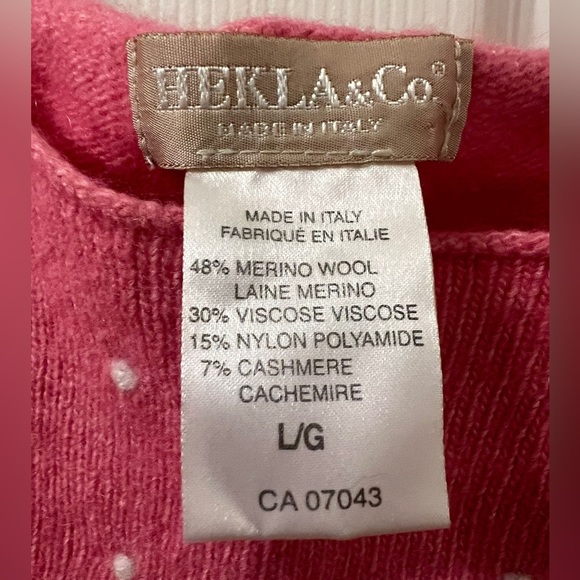 HEKLA&Co.®
MADE IN ITALY
MADE IN ITALY
FABRIQUÉ EN ITALIE
48% MERINO WOOL
LAINE MERINO
30% VISCOSE VISCOSE
15% NYLON POLYAMIDE
7% CASHMERE
CACHEMIRE
L/G
CA 07043